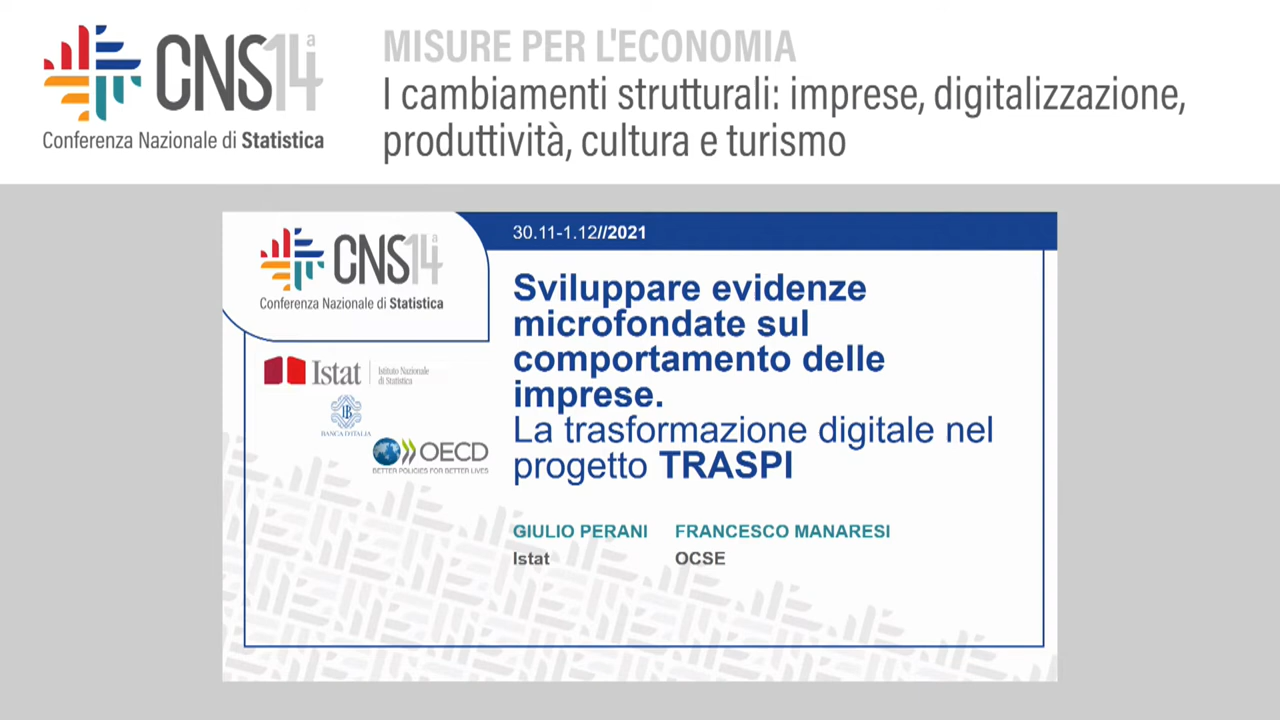 CNS14ª
Conferenza Nazionale di Statistica
MISURE PER L'ECONOMIA
I cambiamenti strutturali: imprese, digitalizzazione,
produttività, cultura e turismo
CNS14ª
Conferenza Nazionale di Statistica
30.11-1.12//2021
Sviluppare evidenze
microfondate sul
comportamento delle
imprese.
La trasformazione digitale nel
progetto TRASPI
Istat
Istituto Nazionale
di Statistica
BANCA D'ITALIA
OECD
BETTER POLICIES FOR BETTER LIVES
GIULIO PERANI FRANCESCO MANARESI
Istat OCSE